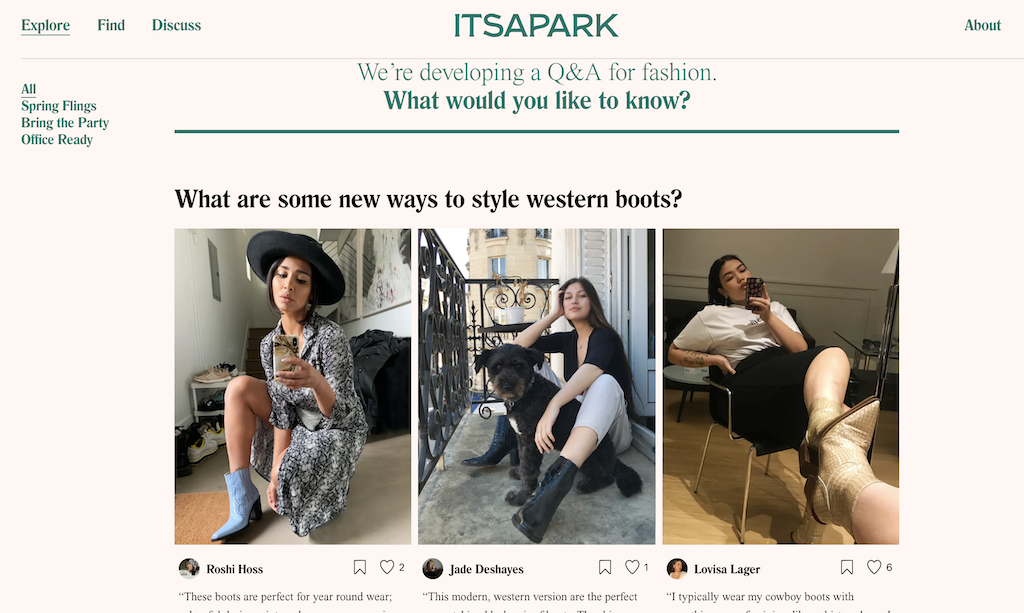 Explore Find Discuss ITSAPARK About
We're developing a Q&A for fashion.
What would you like to know?
All
Spring Flings
Bring the Party
Office Ready
What are some new ways to style western boots?
Roshi Hoss 2
Jade Deshayes 1
Lovisa Lager 6
“These boots are perfect for year round wear;
“This modern, western version are the perfect
“I typically wear my cowboy boots with